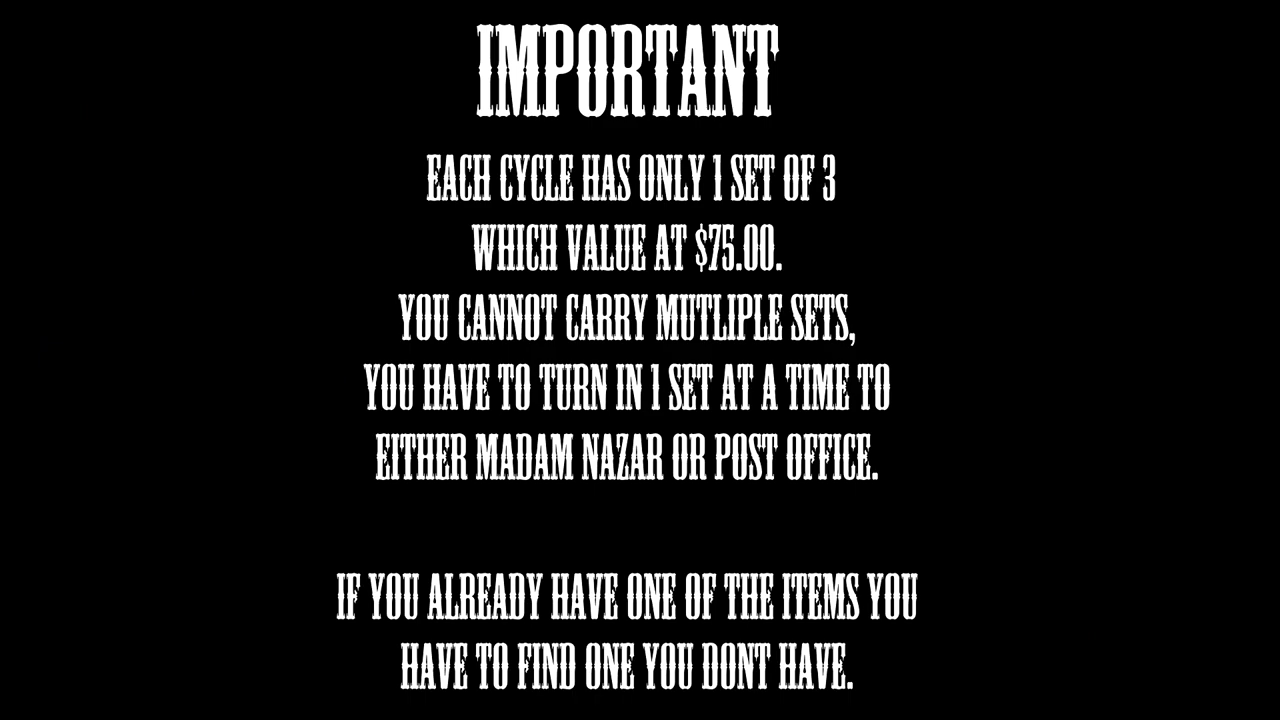 IMPORTANT
EACH CYCLE HAS ONLY 1 SET OF 3
WHICH VALUE AT $75.00.
YOU CANNOT CARRY MUTLIPLE SETS,
YOU HAVE TO TURN IN 1 SET AT A TIME TO
EITHER MADAM NAZAR OR POST OFFICE.
IF YOU ALREADY HAVE ONE OF THE ITEMS YOU
HAVE TO FIND ONE YOU DONT HAVE.